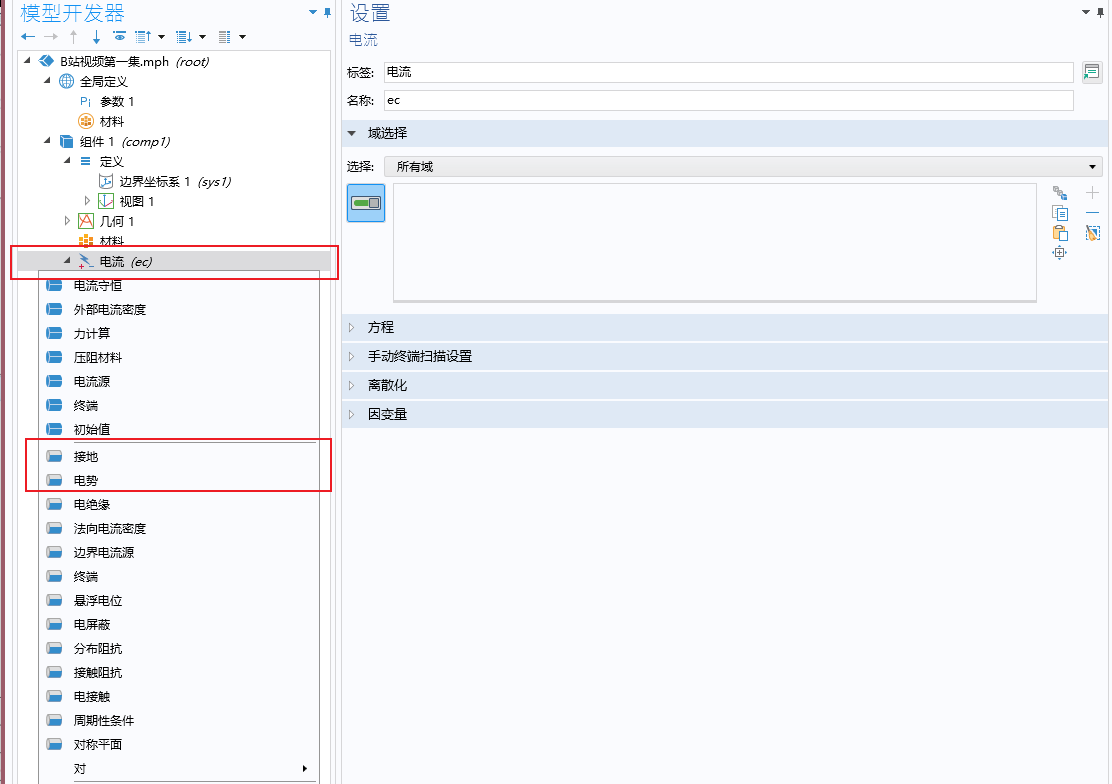 模型开发器
B站视频第一集.mph (root)
全局定义
Pi 参数 1
材料
组件 1 (comp1)
定义
边界坐标系 1 (sys1)
视图 1
几何 1
材料
电流 (ec)
电流守恒
外部电流密度
力计算
压阻材料
电流源
终端
初始值
接地
电势
电绝缘
法向电流密度
边界电流源
终端
悬浮电位
电屏蔽
分布阻抗
接触阻抗
电接触
周期性条件
对称平面
对
设置
电流
标签: 电流
名称: ec
域选择
选择: 所有域
方程
手动终端扫描设置
离散化
因变量